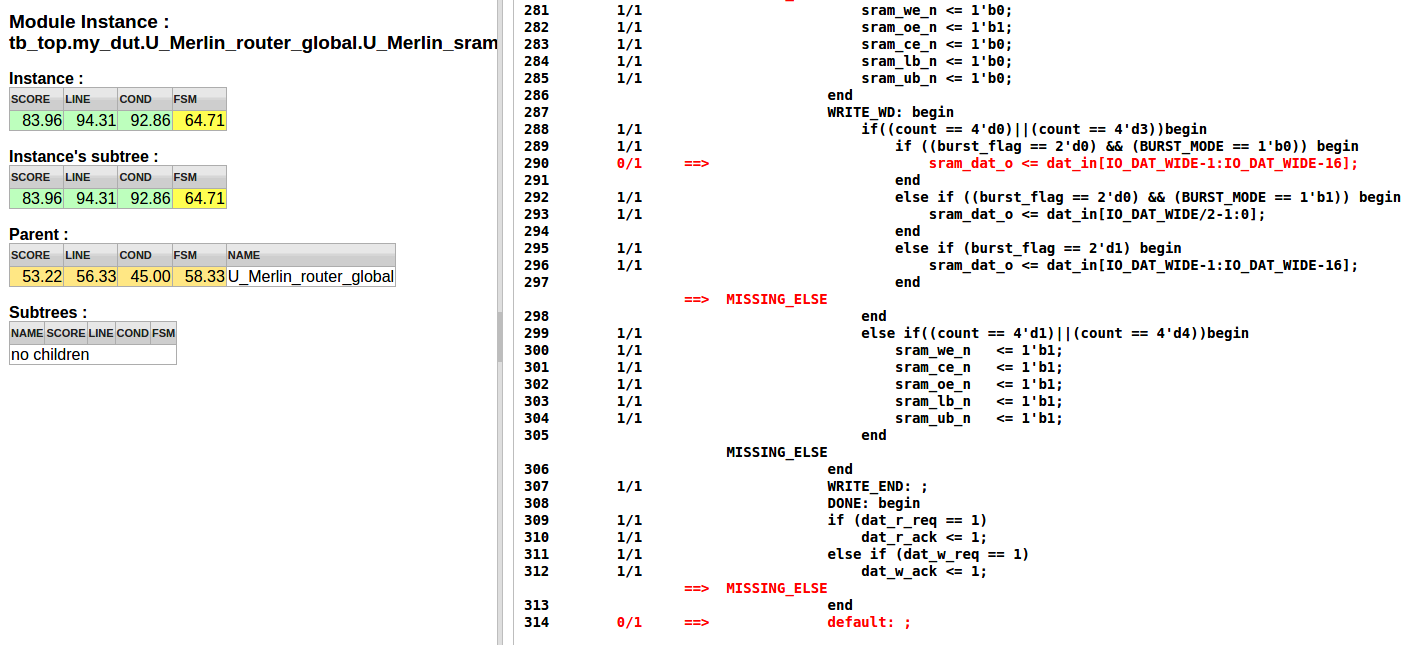 Module Instance :
tb_top.my_dut.U_Merlin_router_global.U_Merlin_sram
Instance :
SCORE LINE COND FSM
83.96 94.31 92.86 64.71
Instance's subtree :
SCORE LINE COND FSM
83.96 94.31 92.86 64.71
Parent :
SCORE LINE COND FSM NAME
53.22 56.33 45.00 58.33 U_Merlin_router_global
Subtrees :
NAME SCORE LINE COND FSM
no children
281 1/1 sram_we_n <= 1'b0;
282 1/1 sram_oe_n <= 1'b1;
283 1/1 sram_ce_n <= 1'b0;
284 1/1 sram_lb_n <= 1'b0;
285 1/1 sram_ub_n <= 1'b0;
286 end
287 WRITE_WD: begin
288 1/1 if((count == 4'd0)||(count == 4'd3))begin
289 1/1 if ((burst_flag == 2'd0) && (BURST_MODE == 1'b0)) begin
290 0/1 ==> sram_dat_o <= dat_in[IO_DAT_WIDE-1:IO_DAT_WIDE-16];
291 end
292 1/1 else if ((burst_flag == 2'd0) && (BURST_MODE == 1'b1)) begin
293 1/1 sram_dat_o <= dat_in[IO_DAT_WIDE/2-1:0];
294 end
295 1/1 else if (burst_flag == 2'd1) begin
296 1/1 sram_dat_o <= dat_in[IO_DAT_WIDE-1:IO_DAT_WIDE-16];
297 end
==> MISSING_ELSE
298 end
299 1/1 else if((count == 4'd1)||(count == 4'd4))begin
300 1/1 sram_we_n <= 1'b1;
301 1/1 sram_ce_n <= 1'b1;
302 1/1 sram_oe_n <= 1'b1;
303 1/1 sram_lb_n <= 1'b1;
304 1/1 sram_ub_n <= 1'b1;
305 end
MISSING_ELSE
306 end
307 1/1 WRITE_END: ;
308 DONE: begin
309 1/1 if (dat_r_req == 1)
310 1/1 dat_r_ack <= 1;
311 1/1 else if (dat_w_req == 1)
312 1/1 dat_w_ack <= 1;
==> MISSING_ELSE
313 end
314 0/1 ==> default: ;